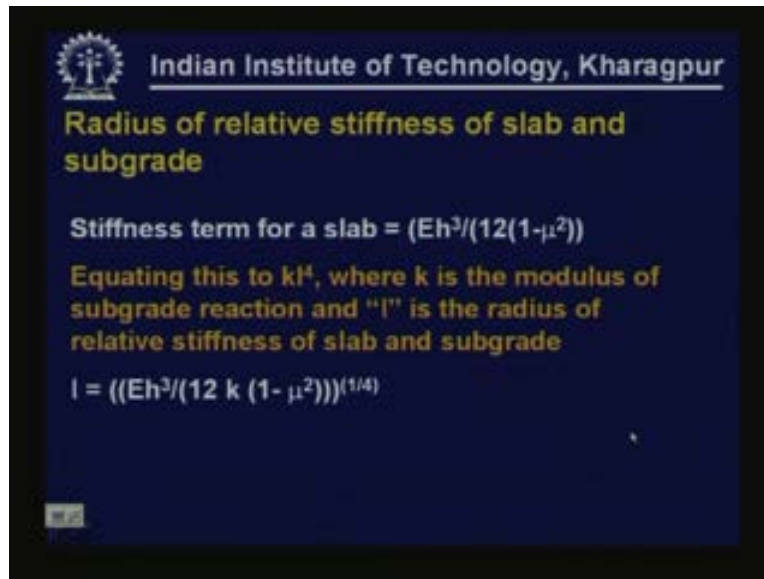 Indian Institute of Technology, Kharagpur
Radius of relative stiffness of slab and
subgrade
Stiffness term for a slab = (Eh³/(12(1-μ²))
Equating this to kl⁴, where k is the modulus of
subgrade reaction and “l” is the radius of
relative stiffness of slab and subgrade
l = ((Eh³/(12 k (1- μ²)))⁽¹/⁴⁾